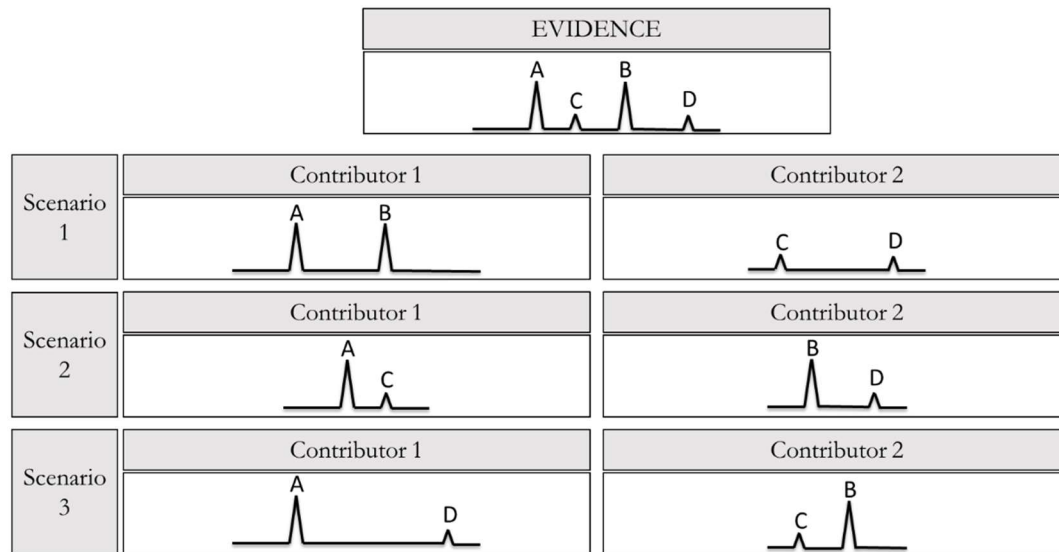 EVIDENCE
A C B D
Scenario 1
Contributor 1
Contributor 2
A B
C D
Scenario 2
Contributor 1
Contributor 2
A C
B D
Scenario 3
Contributor 1
Contributor 2
A D
C B